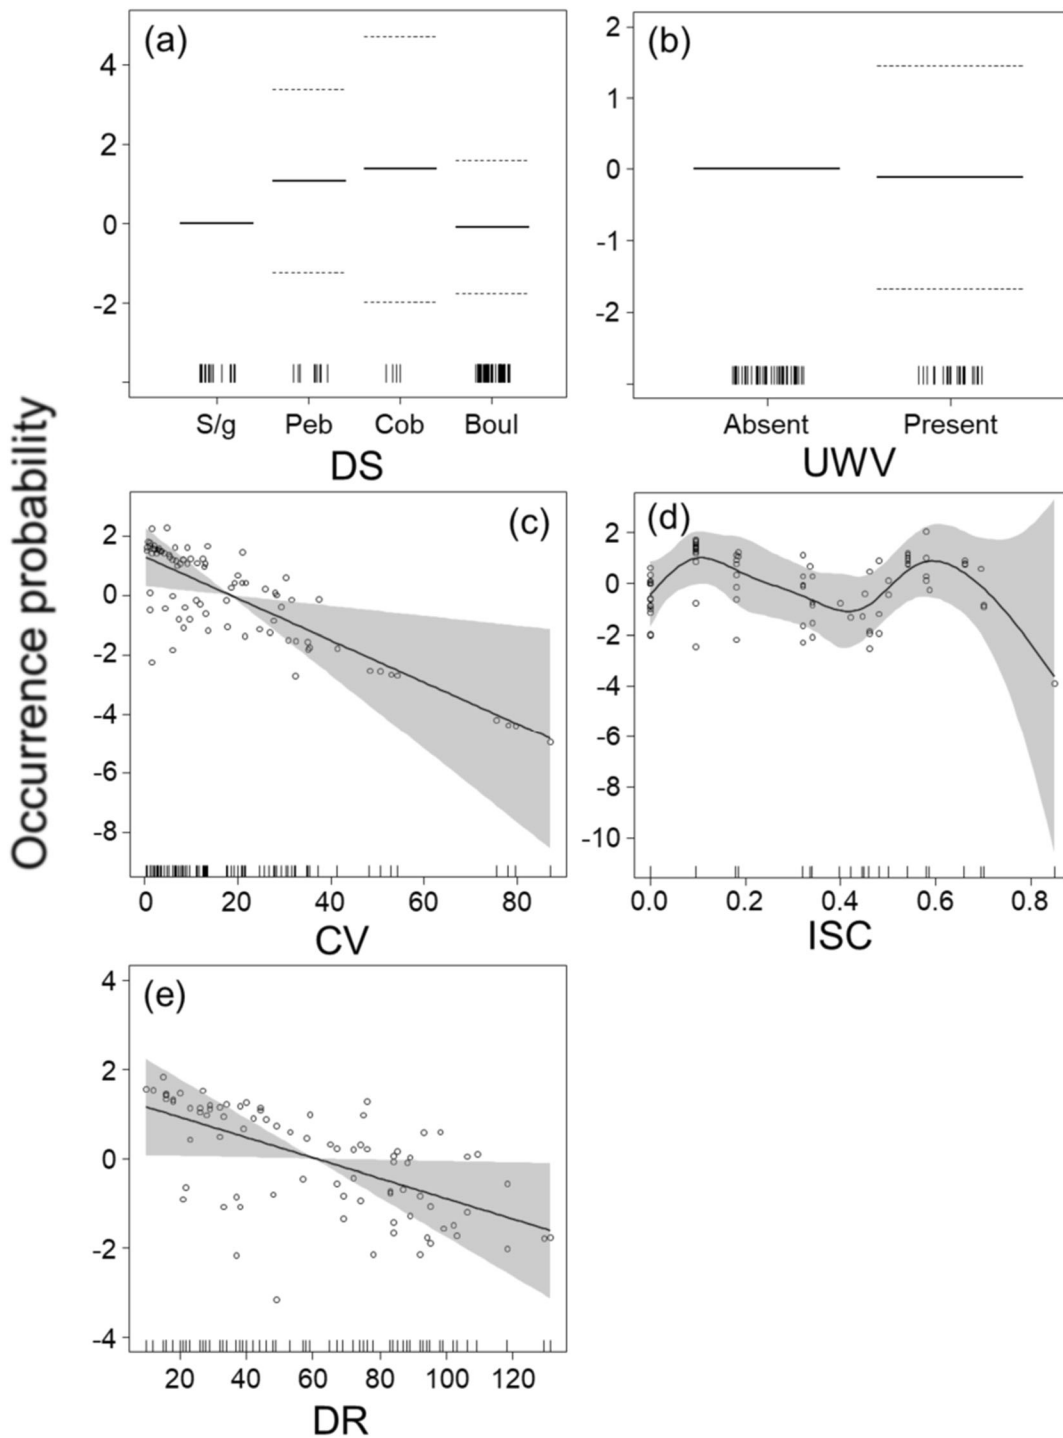 Occurrence probability
(a)
4
2
0
-2
S/g Peb Cob Boul
DS
(b)
2
1
0
-1
-2
Absent Present
UWV
(c)
2
0
-2
-4
-6
-8
0 20 40 60 80
CV
(d)
2
0
-2
-4
-6
-8
-10
0.0 0.2 0.4 0.6 0.8
ISC
(e)
4
2
0
-2
-4
20 40 60 80 100 120
DR